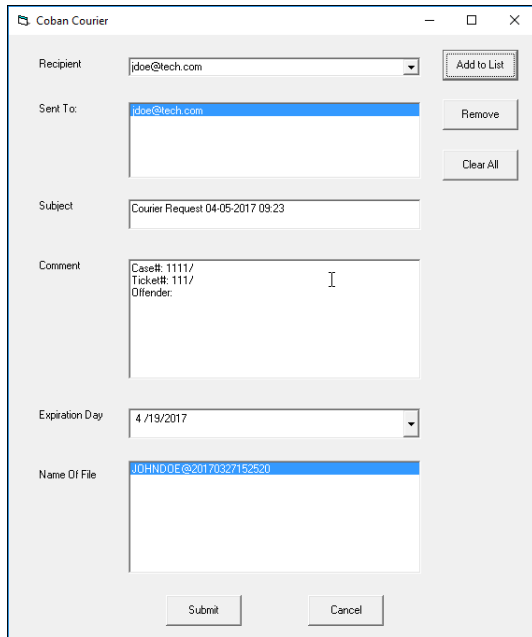 Coban Courier
Recipient
jdoe@tech.com
Add to List
Sent To:
jdoe@tech.com
Remove
Clear All
Subject
Courier Request 04-05-2017 09:23
Comment
Case#: 1111/
Ticket#: 111/
Offender:
Expiration Day
4 /19/2017
Name Of File
JOHNDOE@20170327152520
Submit
Cancel